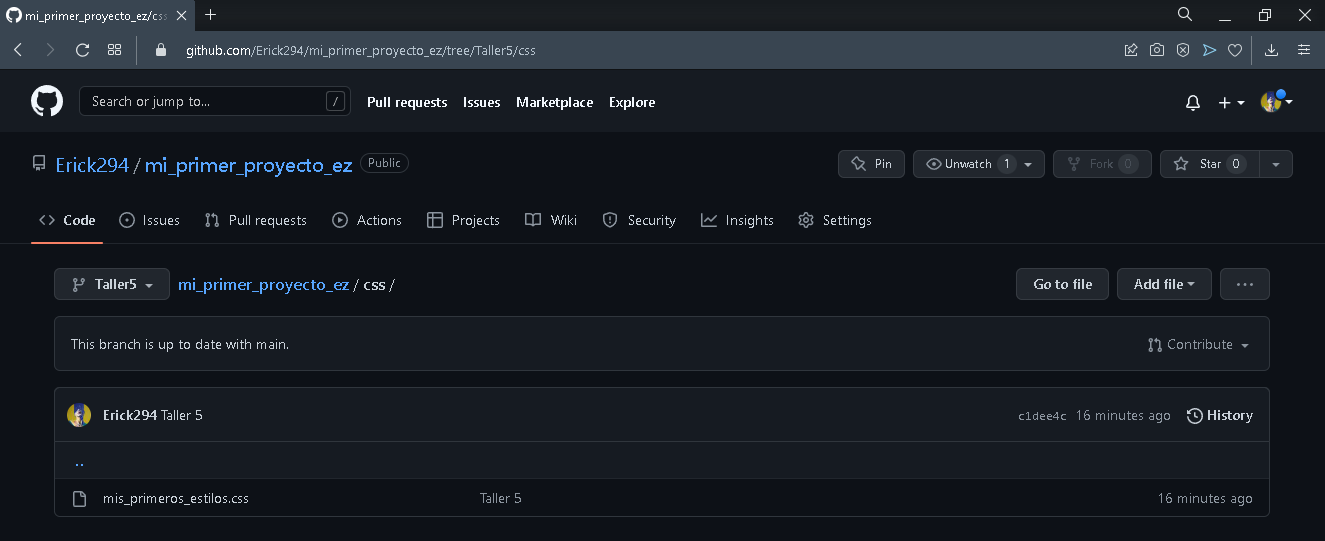 mi_primer_proyecto_ez/css
github.com/Erick294/mi_primer_proyecto_ez/tree/Taller5/css
Search or jump to... / Pull requests Issues Marketplace Explore
Erick294 / mi_primer_proyecto_ez Public Pin Unwatch 1 Fork 0 Star 0
Code Issues Pull requests Actions Projects Wiki Security Insights Settings
Taller5 mi_primer_proyecto_ez / css / Go to file Add file ...
This branch is up to date with main. Contribute
Erick294 Taller 5 c1dee4c 16 minutes ago History
..
mis_primeros_estilos.css Taller 5 16 minutes ago